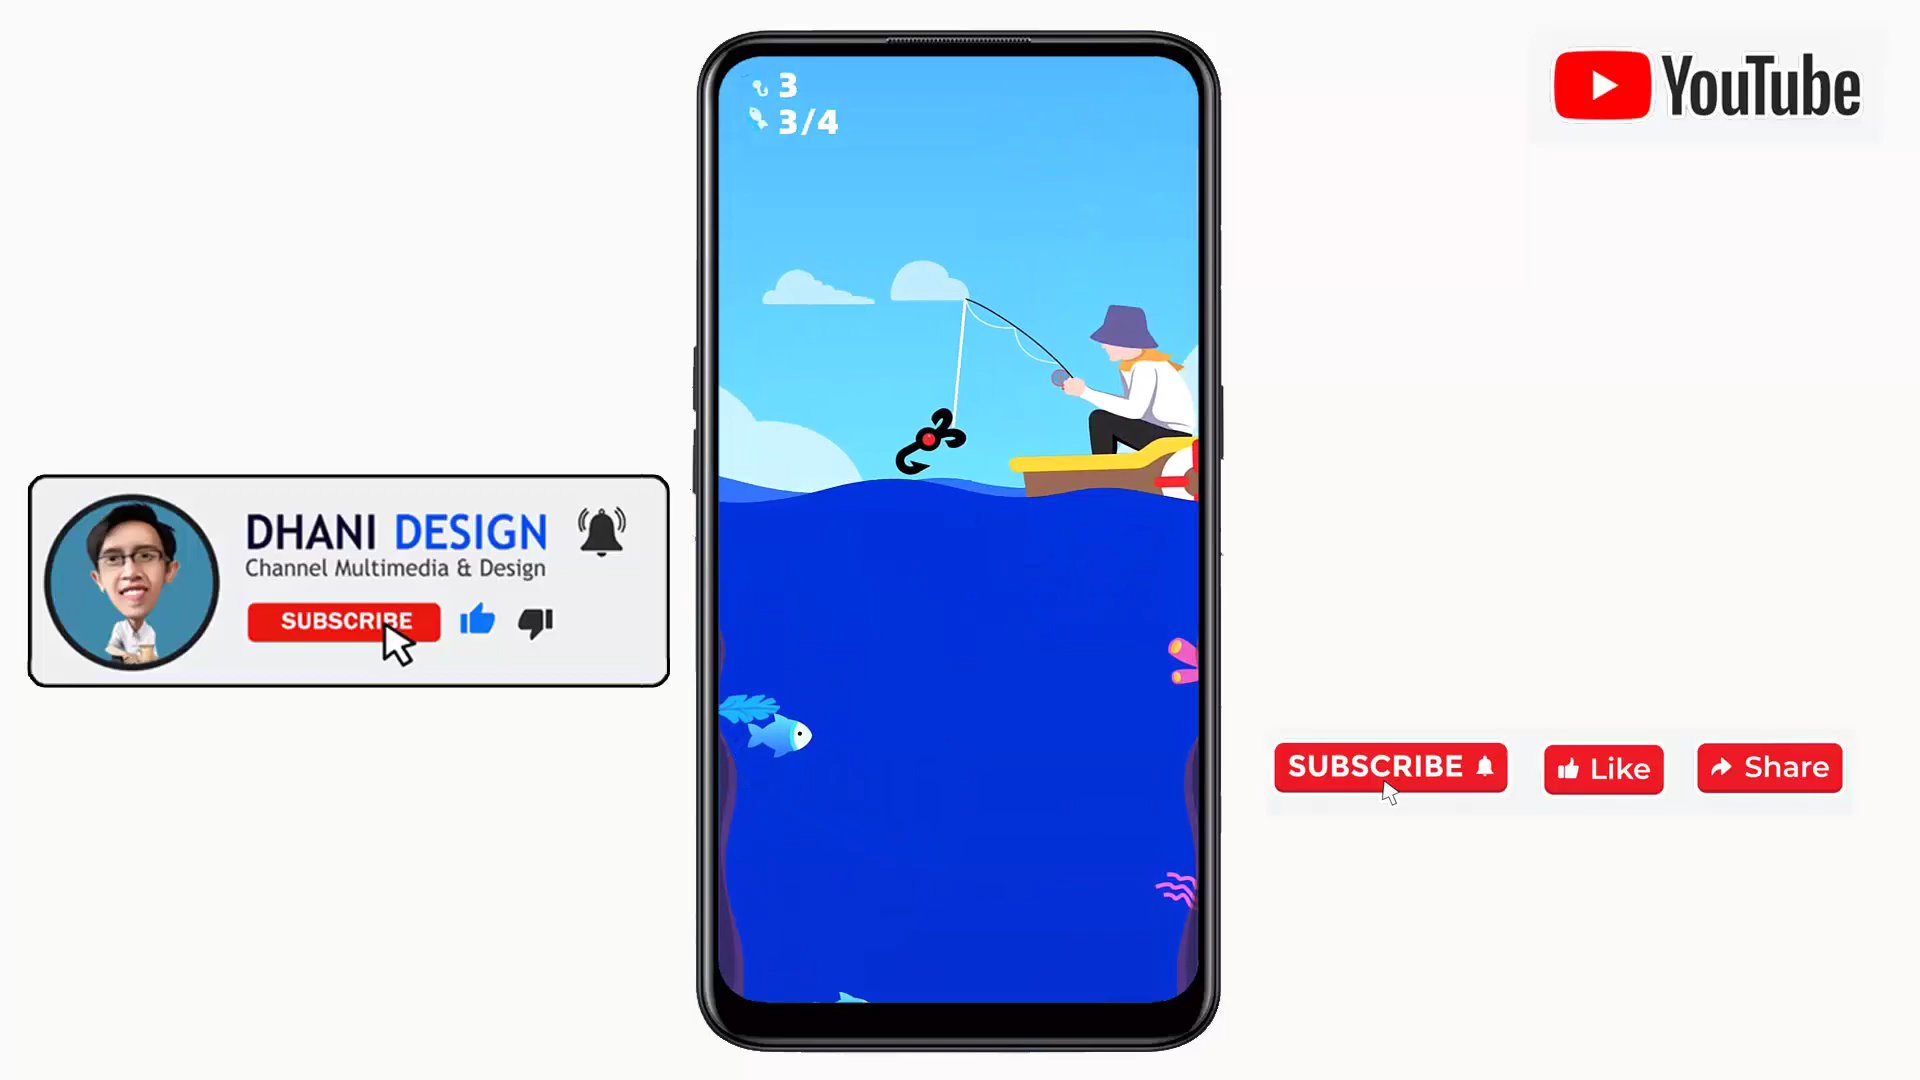 3
3/4
YouTube
DHANI DESIGN
Channel Multimedia & Design
SUBSCRIBE
SUBSCRIBE
Like
Share